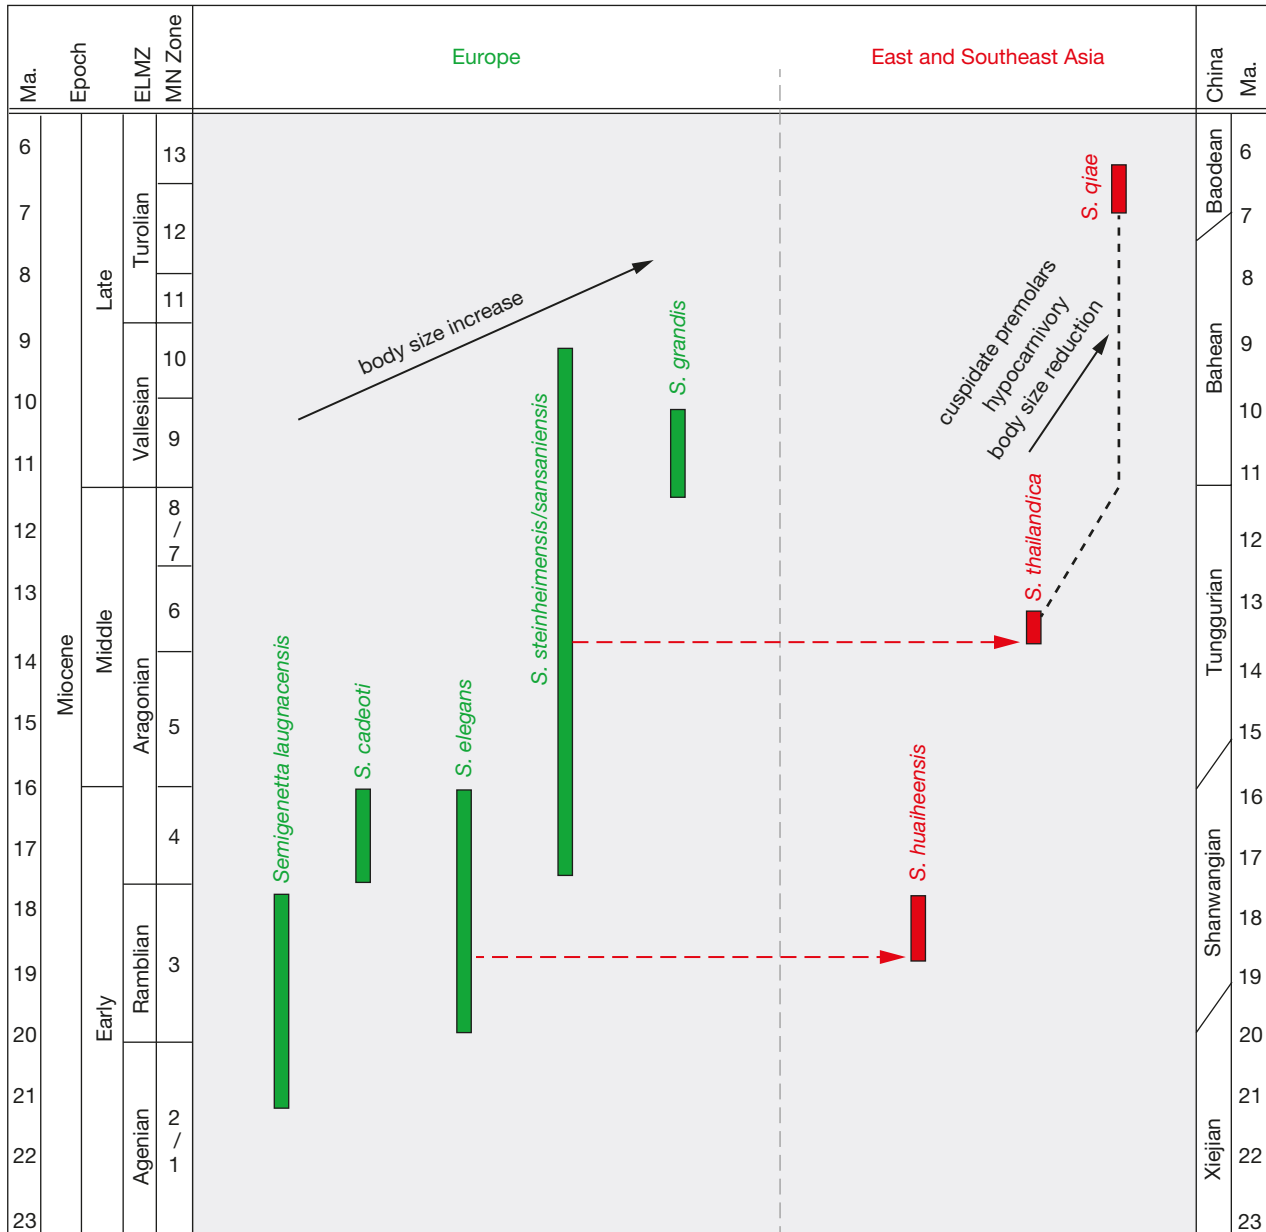 Ma.
Epoch
ELMZ
MN Zone
Europe
East and Southeast Asia
China
Ma.
6
7
8
9
10
11
12
13
14
15
16
17
18
19
20
21
22
23
Miocene
Late
Middle
Early
Turolian
Vallesian
Aragonian
Ramblian
Agenian
13
12
11
10
9
8
/
7
6
5
4
3
2
/
1
body size increase
Semigenetta laugnacensis
S. cadeoti
S. elegans
S. steinheimensis/sansaniensis
S. grandis
S. huaiheensis
S. thailandica
S. qiae
cuspidate premolars
hypocarnivory
body size reduction
Baodean
Bahean
Tunggurian
Shanwangian
Xiejian
6
7
8
9
10
11
12
13
14
15
16
17
18
19
20
21
22
23